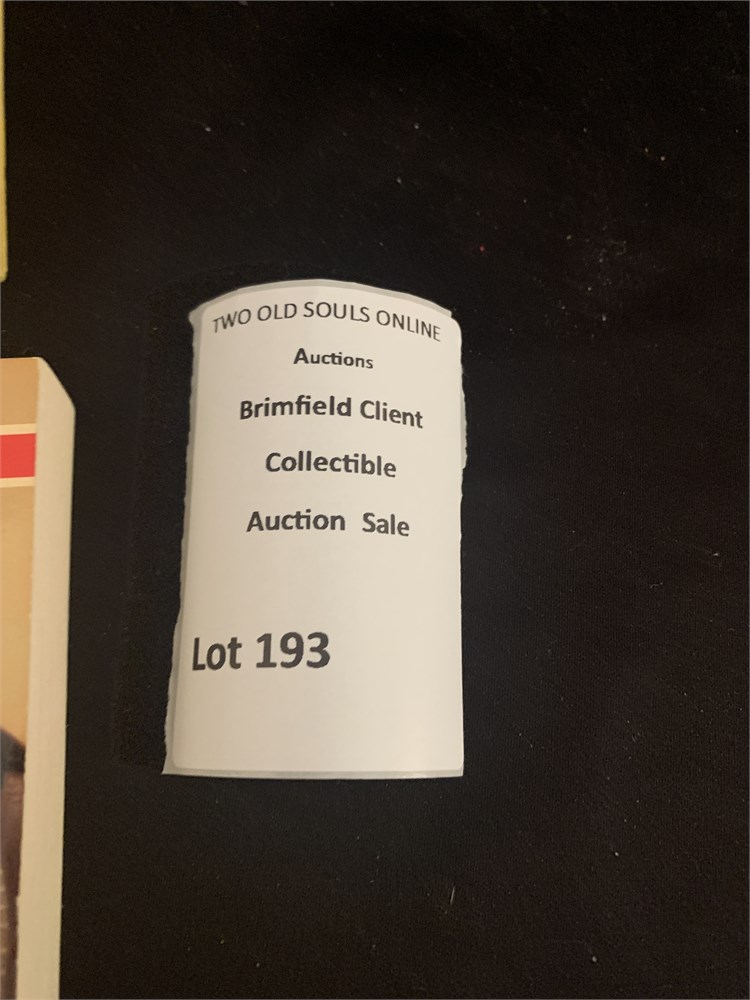 TWO OLD SOULS ONLINE
Auctions
Brimfield Client
Collectible
Auction Sale
Lot 193